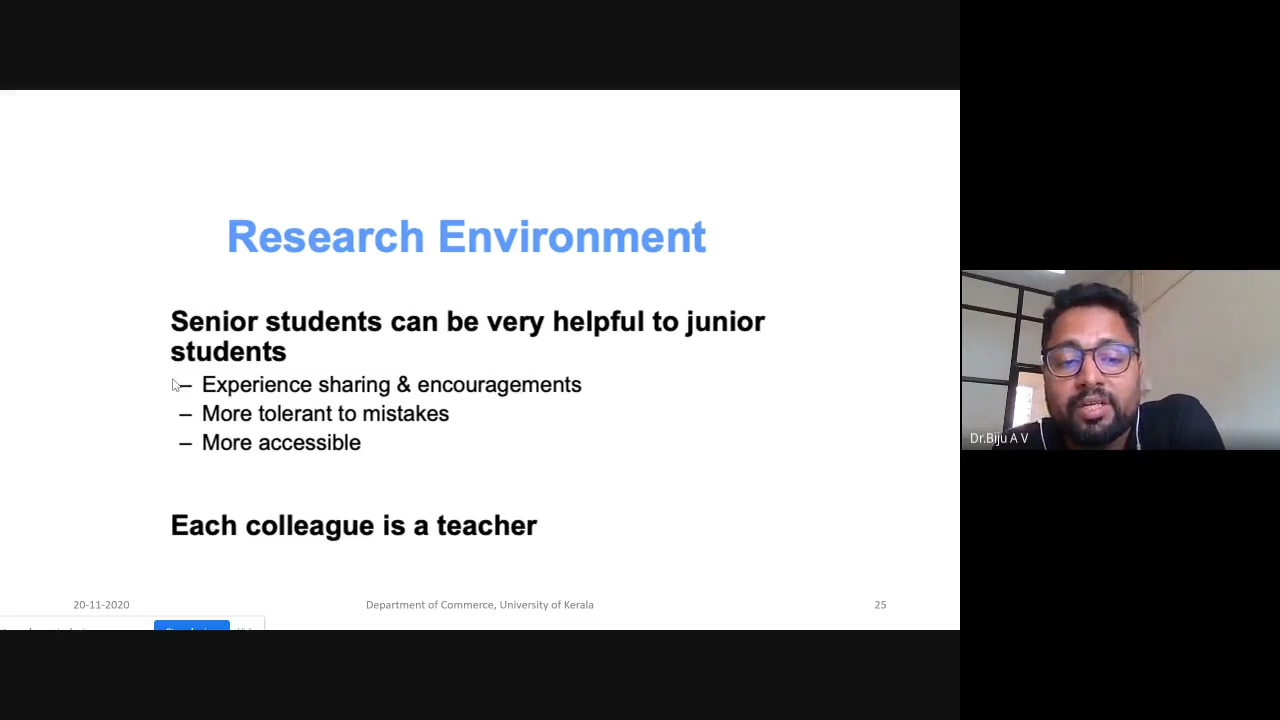 Research Environment
Senior students can be very helpful to junior
students
– Experience sharing & encouragements
– More tolerant to mistakes
– More accessible
Each colleague is a teacher
20-11-2020
Department of Commerce, University of Kerala
25
Dr.Biju A V